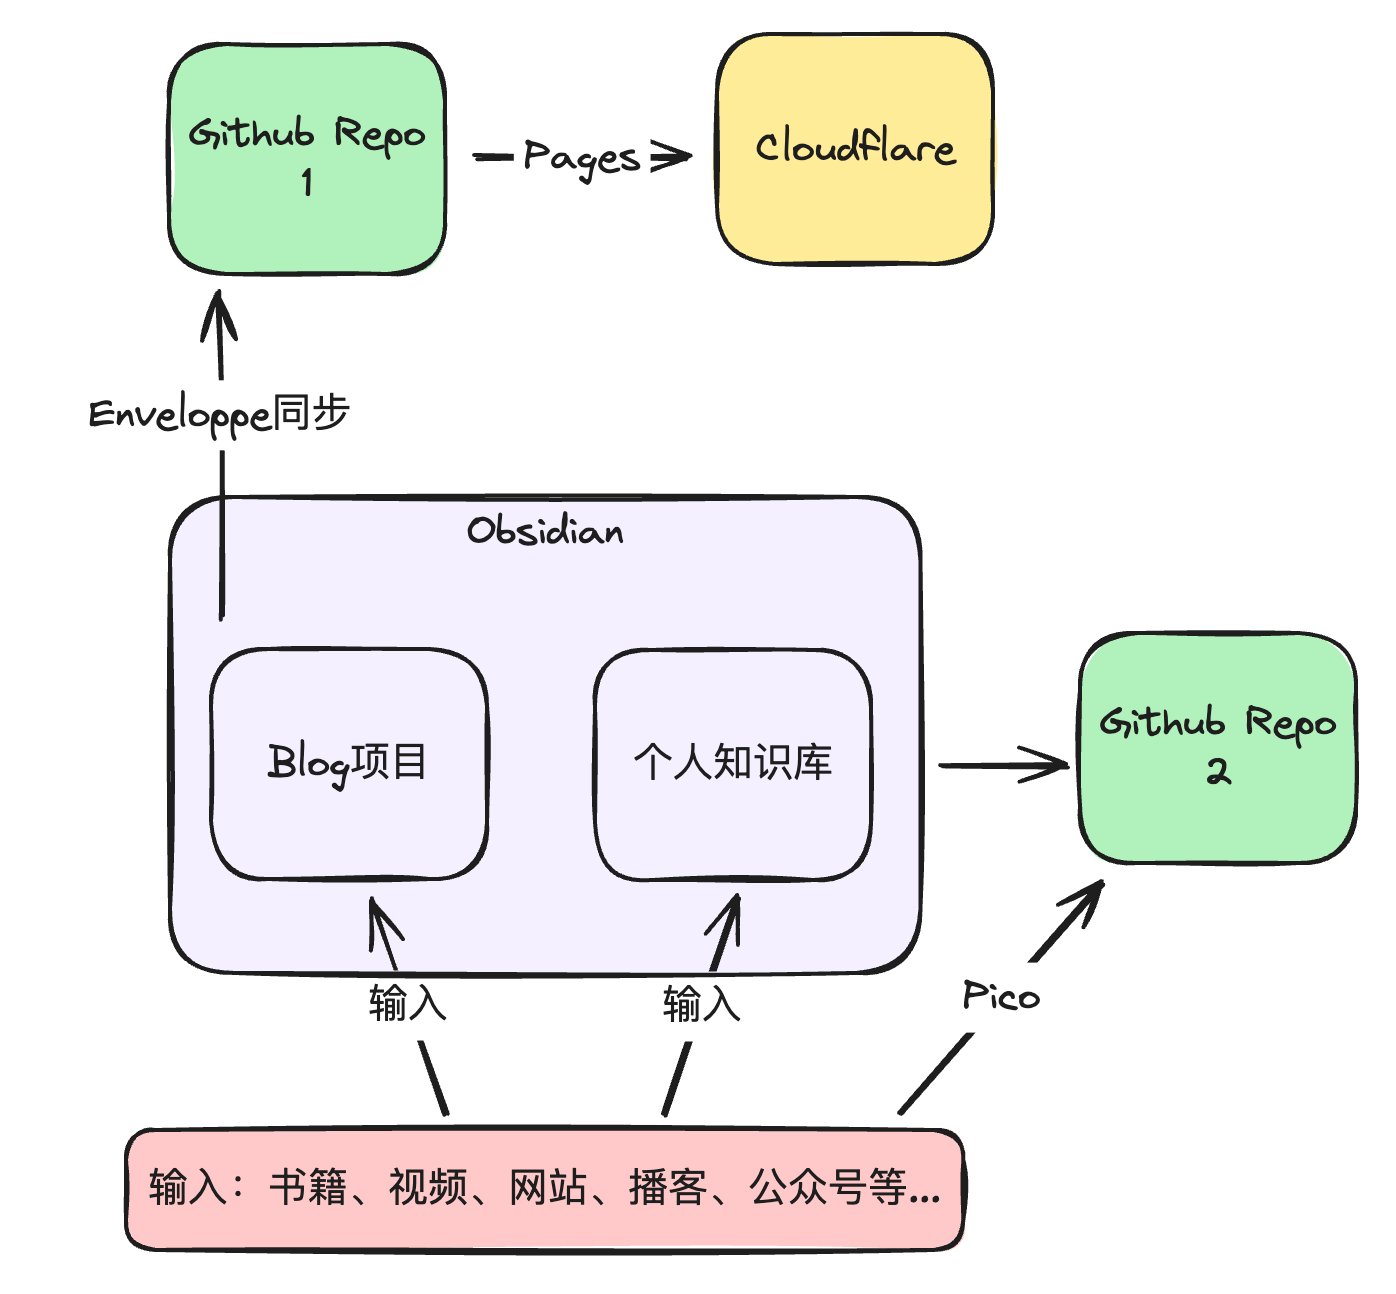 Github Repo
1
Pages
Cloudflare
Enveloppe同步
Obsidian
Blog项目
个人知识库
Github Repo
2
输入
输入
Pico
输入：书籍、视频、网站、播客、公众号等...